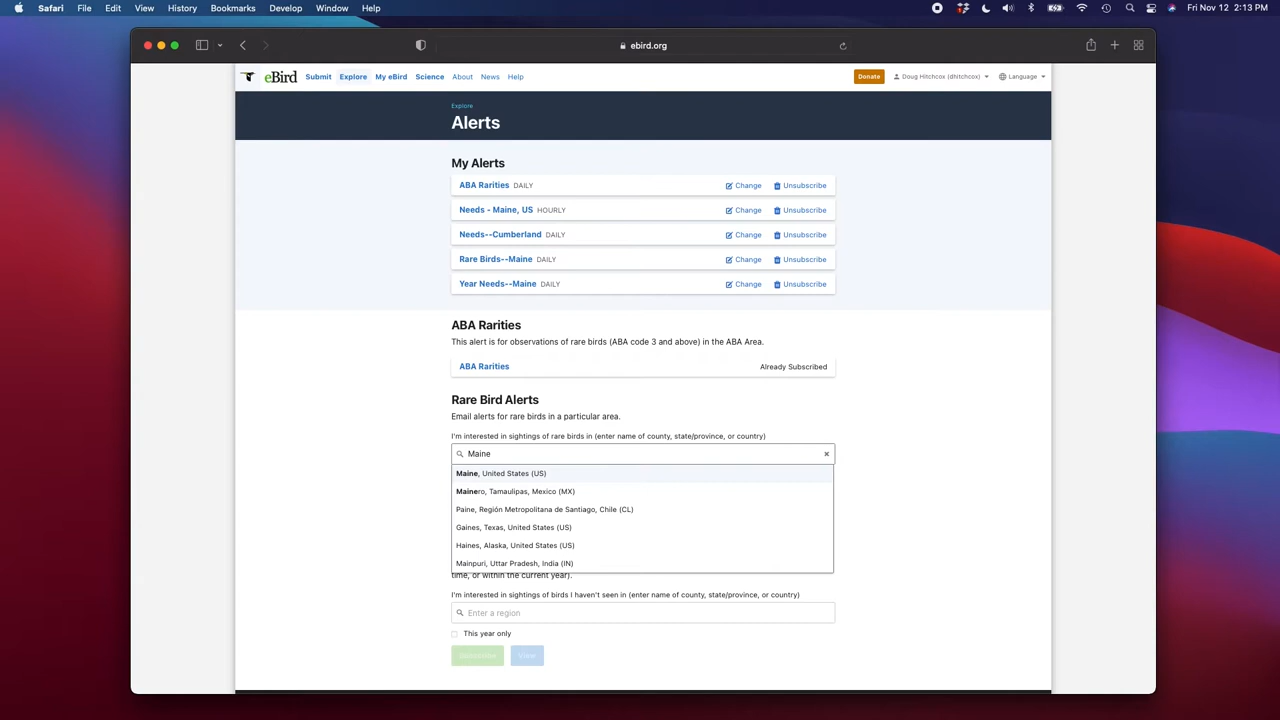 Safari File Edit View History Bookmarks Develop Window Help Fri Nov 12 2:13 PM
ebird.org
eBird Submit Explore My eBird Science About News Help Donate Doug Hitchcox (dhitchcox) Language
Explore
Alerts
My Alerts
ABA Rarities DAILY Change Unsubscribe
Needs - Maine, US HOURLY Change Unsubscribe
Needs--Cumberland DAILY Change Unsubscribe
Rare Birds--Maine DAILY Change Unsubscribe
Year Needs--Maine DAILY Change Unsubscribe
ABA Rarities
This alert is for observations of rare birds (ABA code 3 and above) in the ABA Area.
ABA Rarities Already Subscribed
Rare Bird Alerts
Email alerts for rare birds in a particular area.
I'm interested in sightings of rare birds in (enter name of county, state/province, or country)
Maine
Maine, United States (US)
Mainero, Tamaulipas, Mexico (MX)
Paine, Región Metropolitana de Santiago, Chile (CL)
Gaines, Texas, United States (US)
Haines, Alaska, United States (US)
Mainpuri, Uttar Pradesh, India (IN)
time, or within the current year).
I'm interested in sightings of birds I haven't seen in (enter name of county, state/province, or country)
Enter a region
This year only
Subscribe View